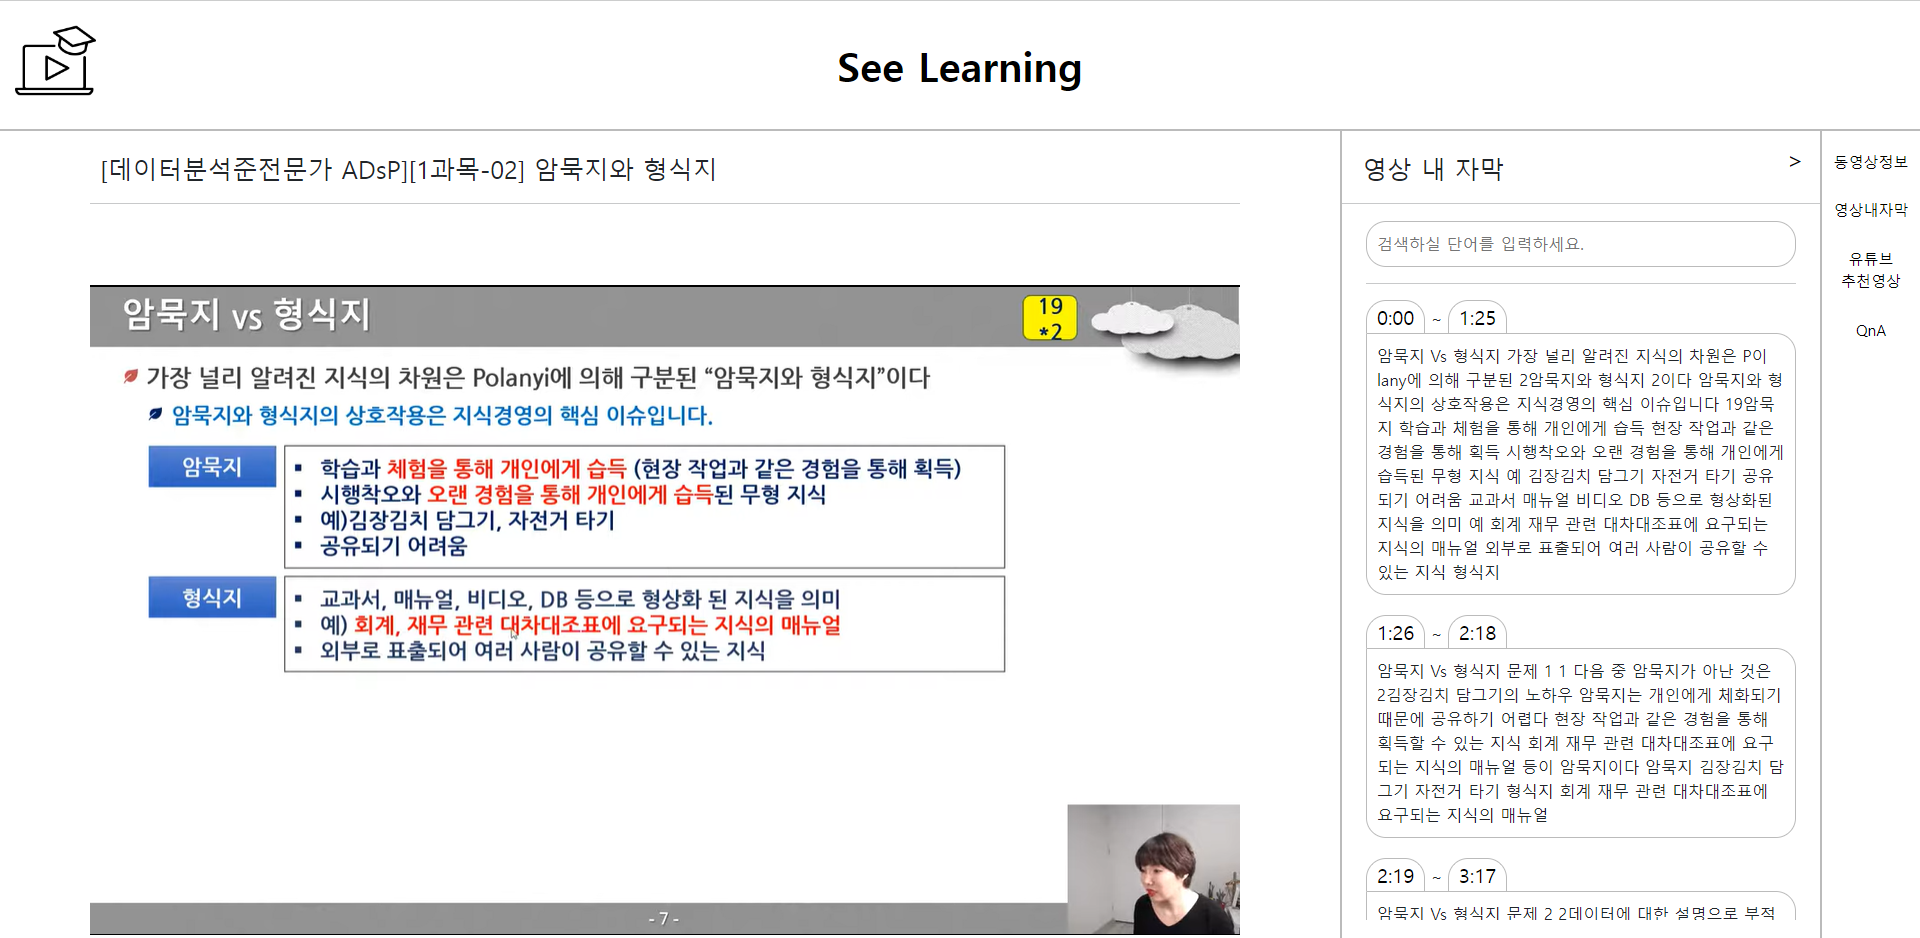 See Learning
[데이터분석준전문가 ADsP][1과목-02] 암묵지와 형식지
암묵지 vs 형식지
19
*2
가장 널리 알려진 지식의 차원은 Polanyi에 의해 구분된 “암묵지와 형식지”이다
암묵지와 형식지의 상호작용은 지식경영의 핵심 이슈입니다.
암묵지
학습과 체험을 통해 개인에게 습득 (현장 작업과 같은 경험을 통해 획득)
시행착오와 오랜 경험을 통해 개인에게 습득된 무형 지식
예)김장김치 담그기, 자전거 타기
공유되기 어려움
형식지
교과서, 매뉴얼, 비디오, DB 등으로 형상화 된 지식을 의미
예) 회계, 재무 관련 대차대조표에 요구되는 지식의 매뉴얼
외부로 표출되어 여러 사람이 공유할 수 있는 지식
- 7 -
영상 내 자막
>
검색하실 단어를 입력하세요.
0:00 ~ 1:25
암묵지 Vs 형식지 가장 널리 알려진 지식의 차원은 P이
lany에 의해 구분된 2암묵지와 형식지 2이다 암묵지와 형
식지의 상호작용은 지식경영의 핵심 이슈입니다 19암묵
지 학습과 체험을 통해 개인에게 습득 현장 작업과 같은
경험을 통해 획득 시행착오와 오랜 경험을 통해 개인에게
습득된 무형 지식 예 김장김치 담그기 자전거 타기 공유
되기 어려움 교과서 매뉴얼 비디오 DB 등으로 형상화된
지식을 의미 예 회계 재무 관련 대차대조표에 요구되는
지식의 매뉴얼 외부로 표출되어 여러 사람이 공유할 수
있는 지식 형식지
1:26 ~ 2:18
암묵지 Vs 형식지 문제 1 1 다음 중 암묵지가 아난 것은
2김장김치 담그기의 노하우 암묵지는 개인에게 체화되기
때문에 공유하기 어렵다 현장 작업과 같은 경험을 통해
획득할 수 있는 지식 회계 재무 관련 대차대조표에 요구
되는 지식의 매뉴얼 등이 암묵지이다 암묵지 김장김치 담
그기 자전거 타기 형식지 회계 재무 관련 대차대조표에
요구되는 지식의 매뉴얼
2:19 ~ 3:17
암묵지 Vs 형식지 문제 2 2데이터에 대한 설명으로 부적
동영상정보
영상내자막
유튜브
추천영상
QnA